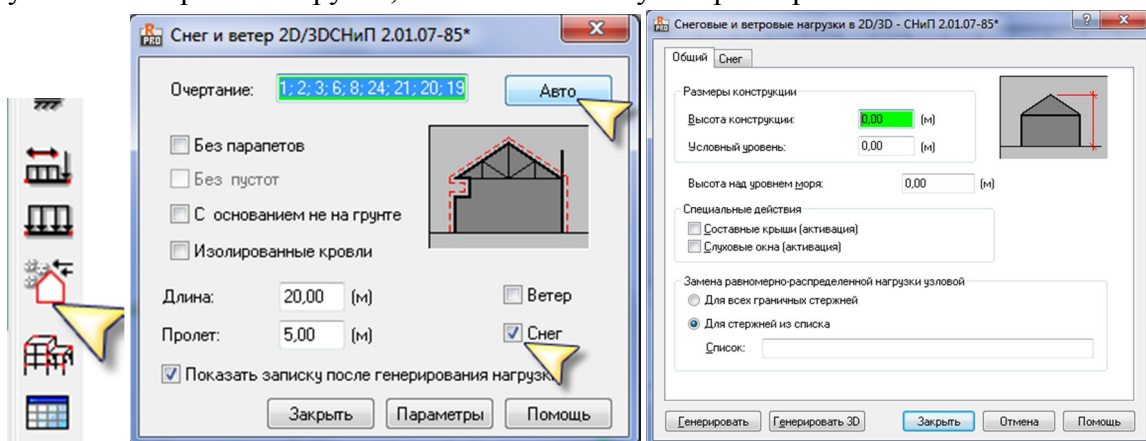 Снег и ветер 2D/3DСНиП 2.01.07-85*
Очертание: 1; 2; 3; 6; 8; 24; 21; 20; 19
Авто
Без парапетов
Без пустот
С основанием не на грунте
Изолированные кровли
Длина: 20,00 (м)
Ветер
Пролет: 5,00 (м)
Снег
Показать записку после генерирования нагрузки
Закрыть Параметры Помощь
Снеговые и ветровые нагрузки в 2D/3D - СНиП 2.01.07-85*
Общий Снег
Размеры конструкции
Высота конструкции: 0,00 (м)
Условный уровень: 0,00 (м)
Высота над уровнем моря: 0,00 (м)
Специальные действия
Составные крыши (активация)
Слуховые окна (активация)
Замена равномерно-распределенной нагрузки узловой
Для всех граничных стержней
Для стержней из списка
Список:
Генерировать Генерировать 3D Закрыть Отмена Помощь